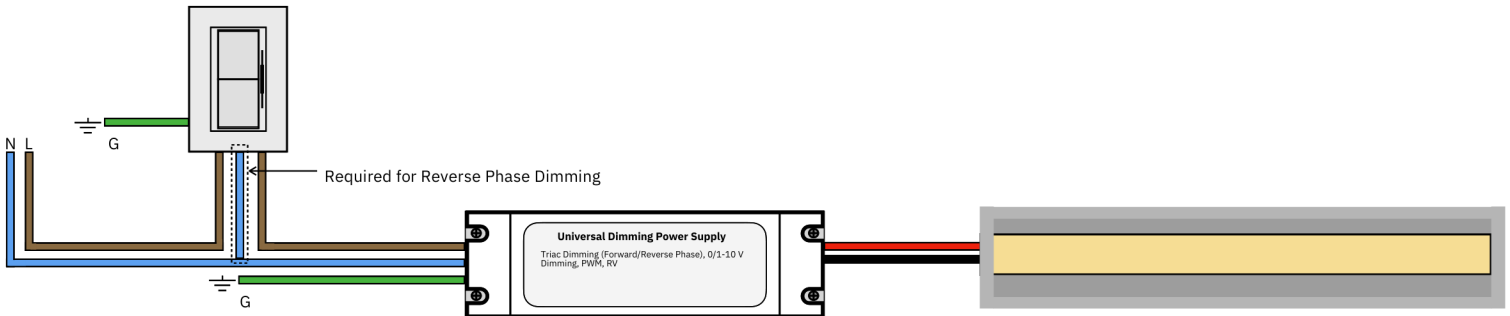 N L
G
Required for Reverse Phase Dimming
Universal Dimming Power Supply
Triac Dimming (Forward/Reverse Phase), 0/1-10 V
Dimming, PWM, RV
G